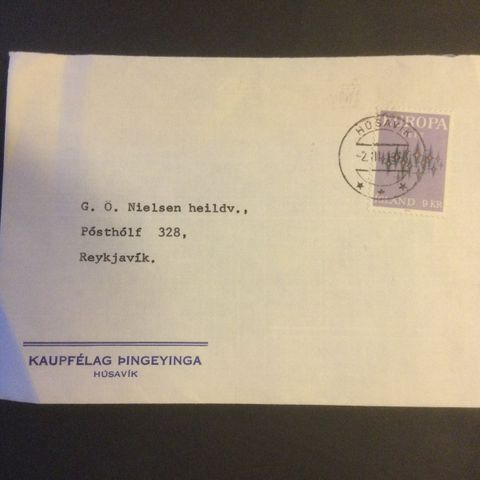 EUROPA
HÚSAVÍK
ÍSLAND 9 KR
G. Ö. Nielsen heildv.,
Pósthólf 328,
Reykjavík.
KAUPFÉLAG ÞINGEYINGA
HÚSAVÍK